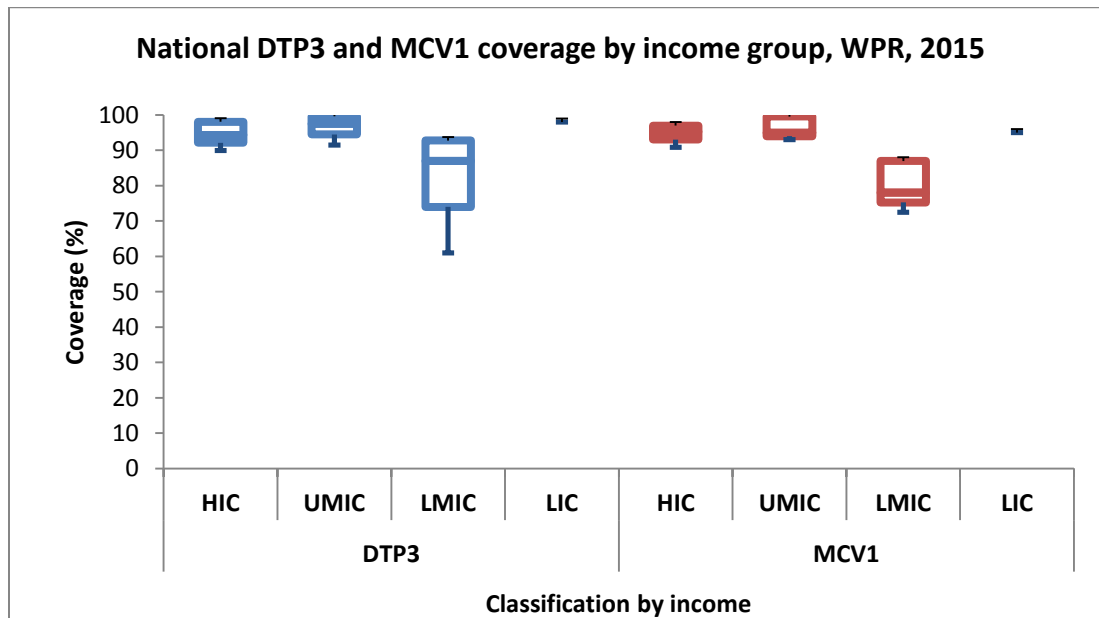 National DTP3 and MCV1 coverage by income group, WPR, 2015
Coverage (%)
100
90
80
70
60
50
40
30
20
10
0
HIC UMIC LMIC LIC HIC UMIC LMIC LIC
DTP3 MCV1
Classification by income